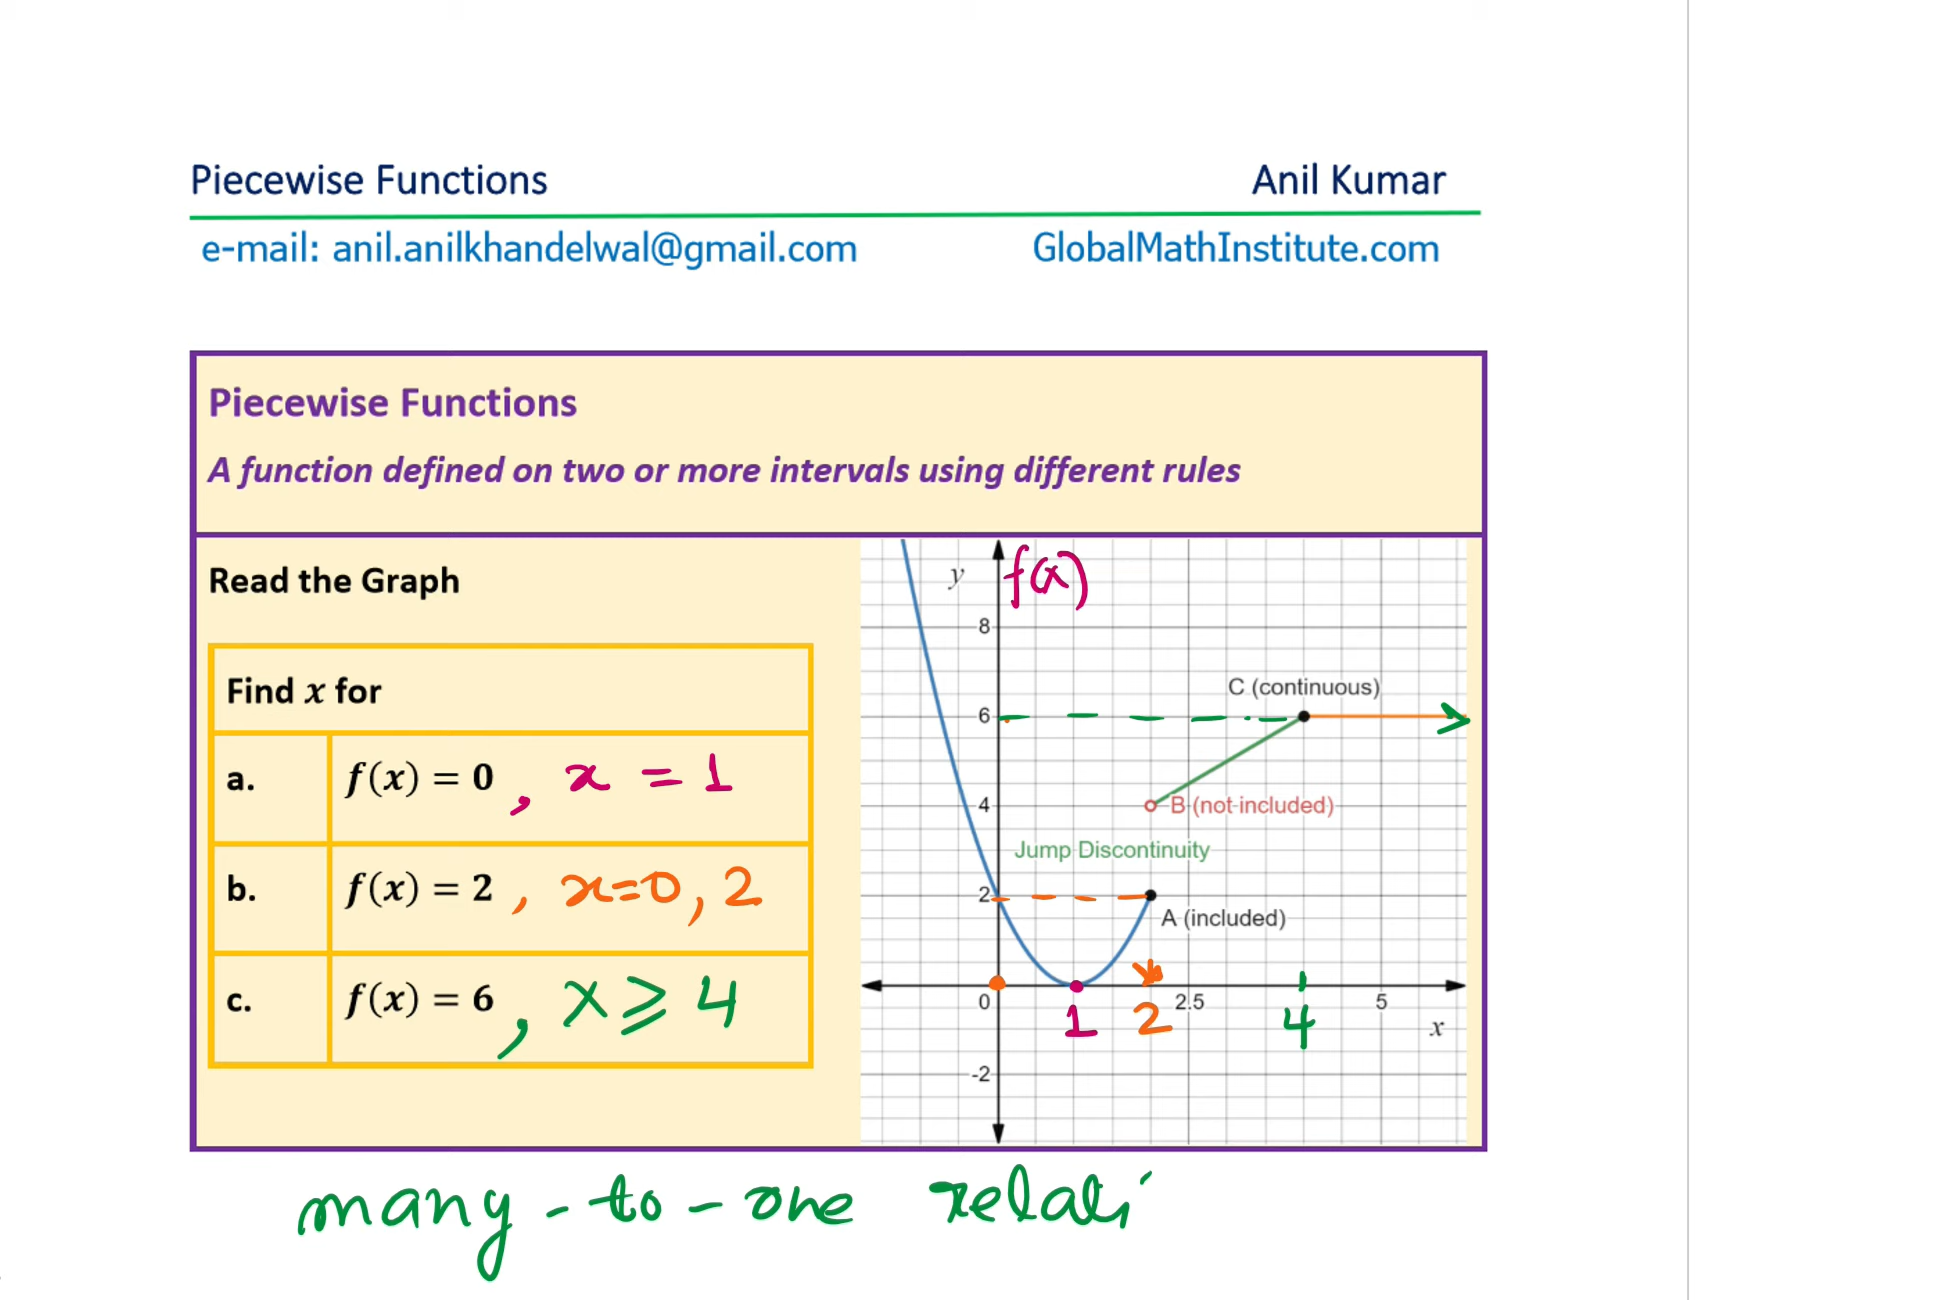 Piecewise Functions Anil Kumar
e-mail: anil.anilkhandelwal@gmail.com GlobalMathInstitute.com
Piecewise Functions
A function defined on two or more intervals using different rules
Read the Graph
Find x for
a. f(x) = 0 , x = 1
b. f(x) = 2 , x=0, 2
c. f(x) = 6 , x ⩾ 4
y f(x)
8
C (continuous)
6
4 B (not included)
Jump Discontinuity
2
A (included)
0 1 2 2.5 4 5
x
-2
many-to-one relati